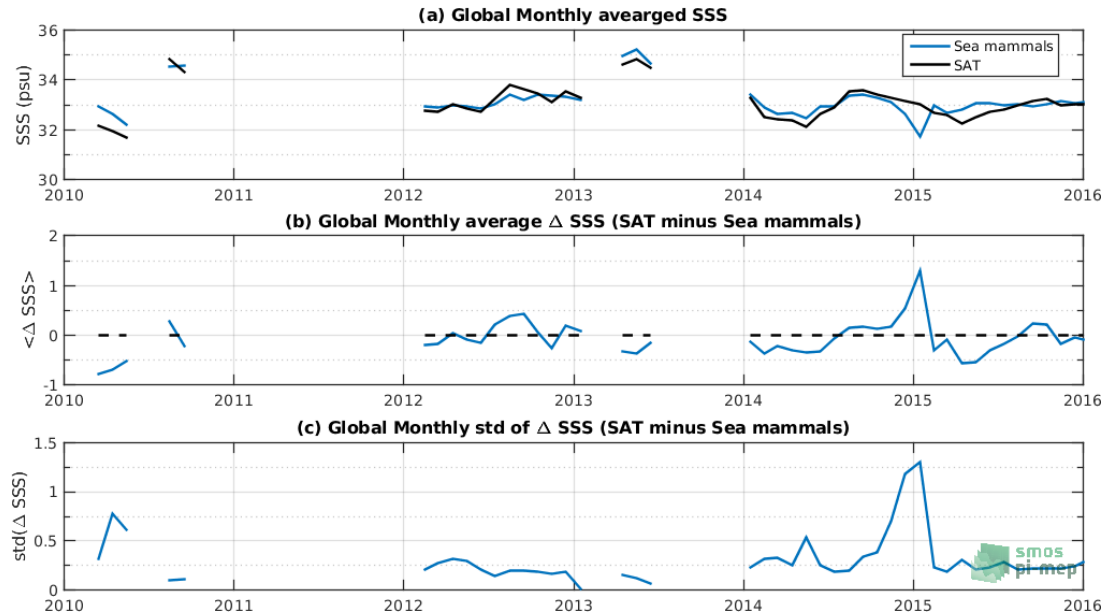 (a) Global Monthly avearged SSS
36
34
32
30
SSS (psu)
Sea mammals
SAT
2010 2011 2012 2013 2014 2015 2016
(b) Global Monthly average Δ SSS (SAT minus Sea mammals)
2
1
0
-1
<Δ SSS>
2010 2011 2012 2013 2014 2015 2016
(c) Global Monthly std of Δ SSS (SAT minus Sea mammals)
1.5
1
0.5
0
std(Δ SSS)
smos
pi-mep
2010 2011 2012 2013 2014 2015 2016